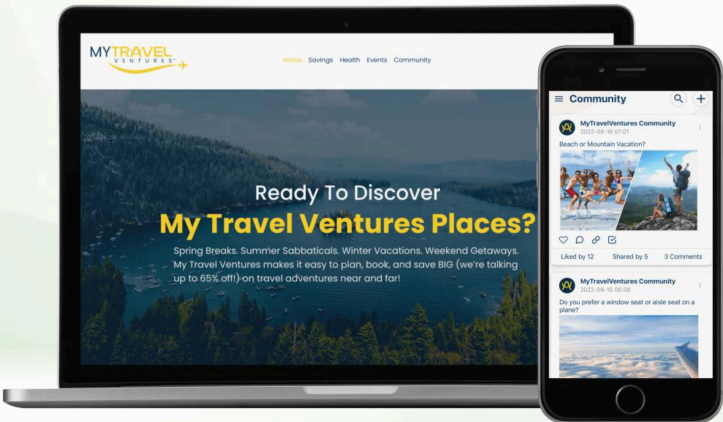 MYTRAVEL
VENTURES
Home Savings Health Events Community
Ready To Discover
My Travel Ventures Places?
Spring Breaks. Summer Sabbaticals. Winter Vacations. Weekend Getaways.
My Travel Ventures makes it easy to plan, book, and save BIG (we're talking
up to 65% off!) on travel adventures near and far!
Community
MyTravelVentures Community
2022-08-16 07:01
Beach or Mountain Vacation?
Liked by 12 Shared by 5 3 Comments
MyTravelVentures Community
2022-08-15 06:38
Do you prefer a window seat or aisle seat on a
plane?